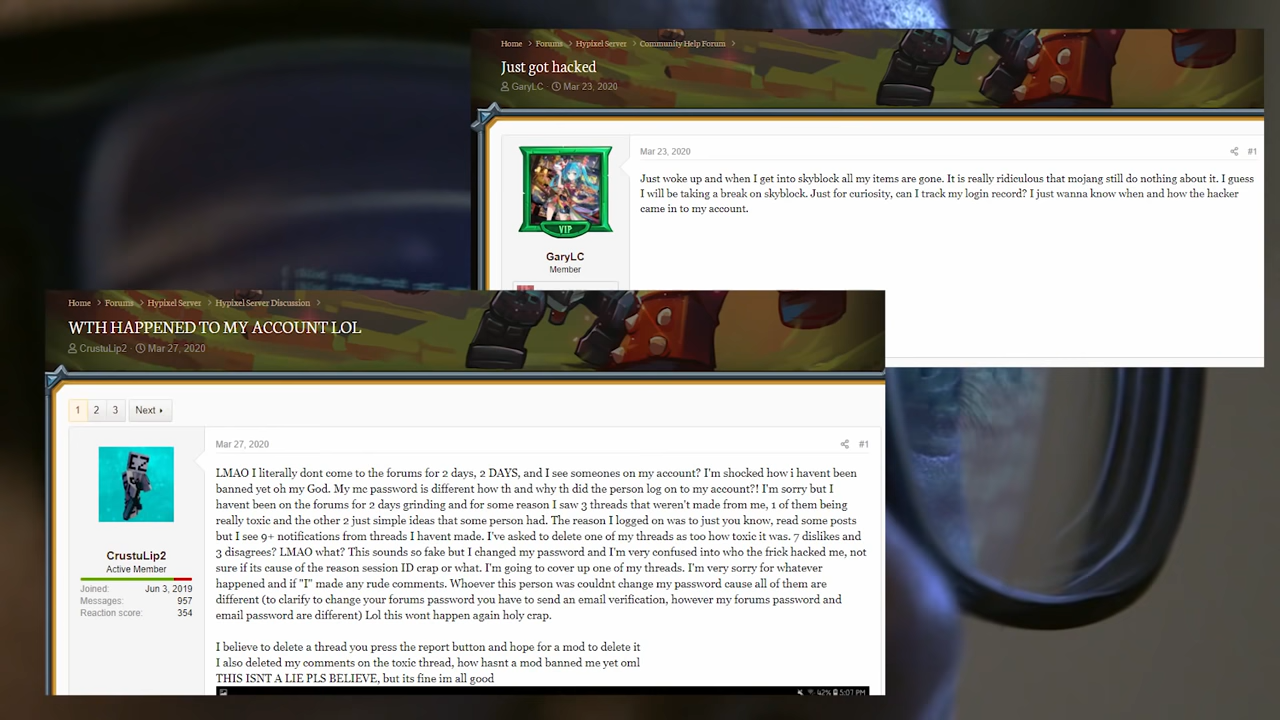 Home > Forums > Hypixel Server > Community Help Forum >
Just got hacked
GaryLC Mar 23, 2020
Mar 23, 2020 #1
Just woke up and when I get into skyblock all my items are gone. It is really ridiculous that mojang still do nothing about it. I guess
I will be taking a break on skyblock. Just for curiosity, can I track my login record? I just wanna know when and how the hacker
came in to my account.
VIP
GaryLC
Member
Home > Forums > Hypixel Server > Hypixel Server Discussion >
WTH HAPPENED TO MY ACCOUNT LOL
CrustuLip2 Mar 27, 2020
1 2 3 Next
Mar 27, 2020 #1
EZ
CrustuLip2
Active Member
Joined: Jun 3, 2019
Messages: 957
Reaction score: 354
LMAO I literally dont come to the forums for 2 days, 2 DAYS, and I see someones on my account? I'm shocked how i havent been
banned yet oh my God. My mc password is different how th and why th did the person log on to my account?! I'm sorry but I
havent been on the forums for 2 days grinding and for some reason I saw 3 threads that weren't made from me, 1 of them being
really toxic and the other 2 just simple ideas that some person had. The reason I logged on was to just you know, read some posts
but I see 9+ notifications from threads I havent made. I've asked to delete one of my threads as too how toxic it was. 7 dislikes and
3 disagrees? LMAO what? This sounds so fake but I changed my password and I'm very confused into who the frick hacked me, not
sure if its cause of the reason session ID crap or what. I'm going to cover up one of my threads. I'm very sorry for whatever
happened and if "I" made any rude comments. Whoever this person was couldnt change my password cause all of them are
different (to clarify to change your forums password you have to send an email verification, however my forums password and
email password are different) Lol this wont happen again holy crap.
I believe to delete a thread you press the report button and hope for a mod to delete it
I also deleted my comments on the toxic thread, how hasnt a mod banned me yet oml
THIS ISNT A LIE PLS BELIEVE, but its fine im all good
42% 5:07 PM